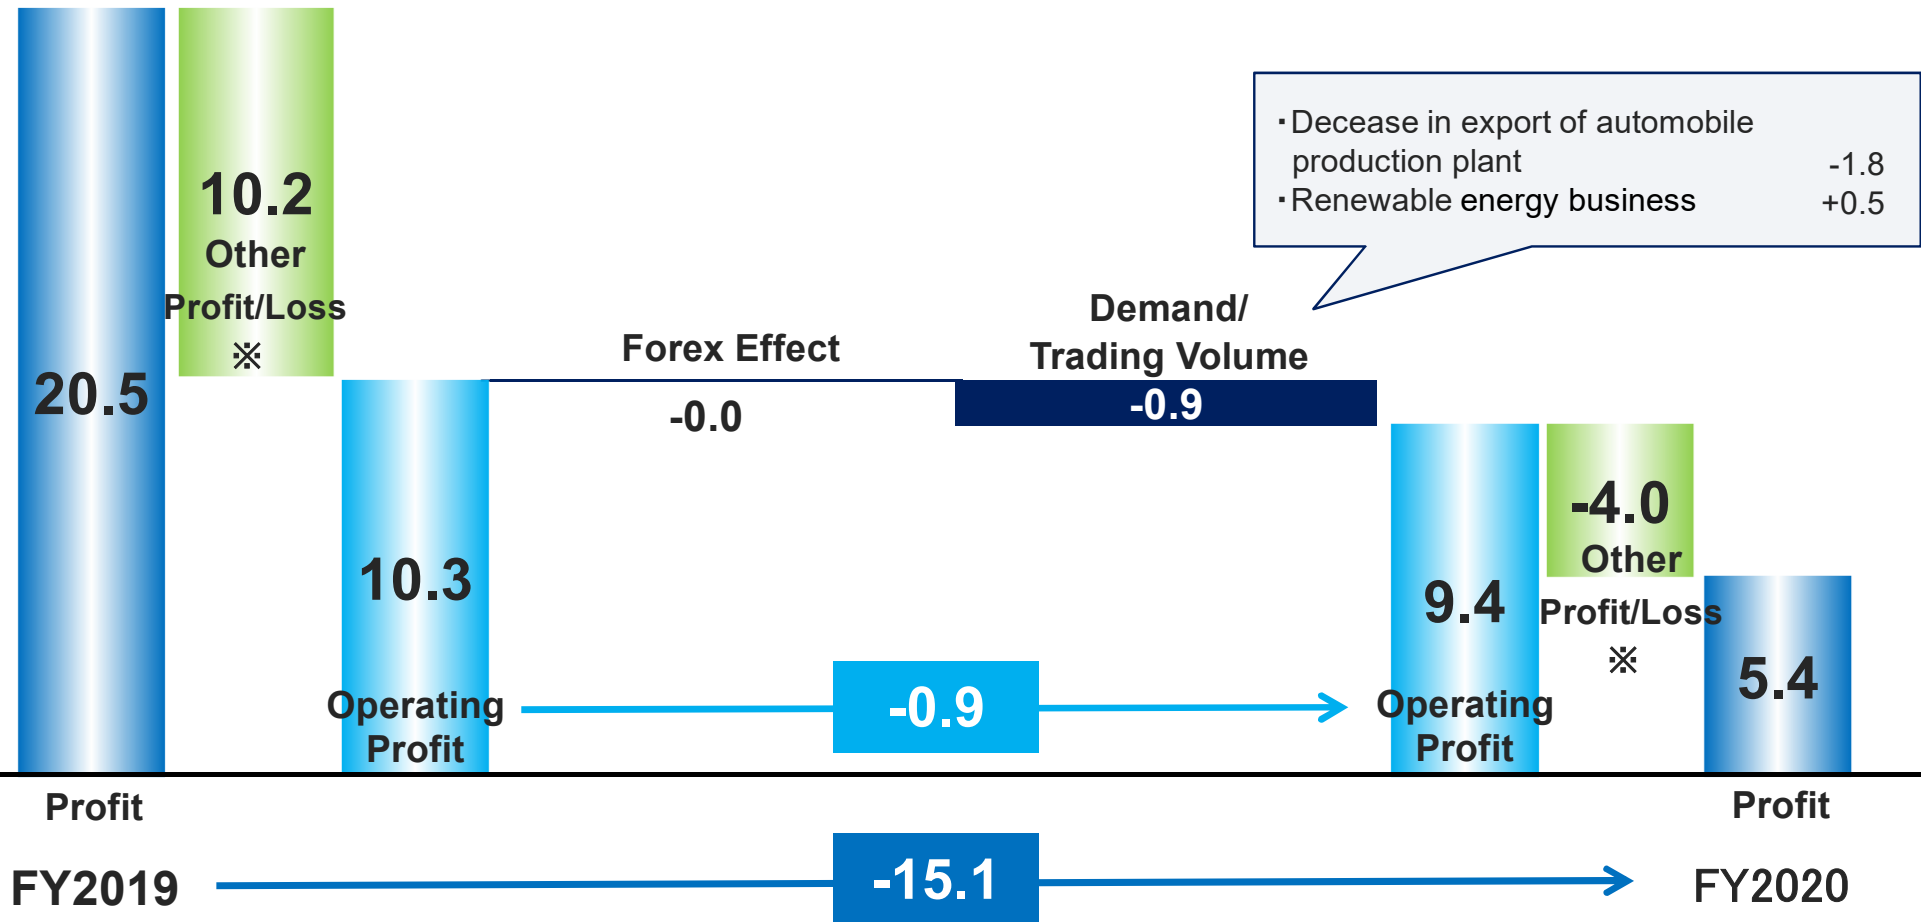 ・Decease in export of automobile
production plant -1.8
・Renewable energy business +0.5
10.2
Other
Profit/Loss
※
20.5
10.3
Operating
Profit
Forex Effect
-0.0
Demand/
Trading Volume
-0.9
-0.9
9.4
Operating
Profit
-4.0
Other
Profit/Loss
※
5.4
Profit
Profit
FY2019
-15.1
FY2020